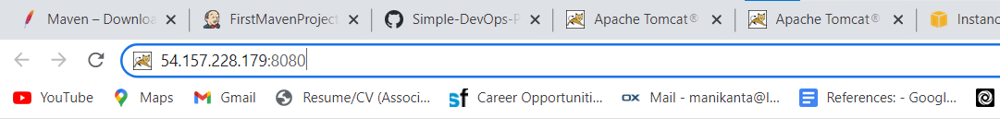 Maven – Downloa FirstMavenProject Simple-DevOps-P Apache Tomcat® Apache Tomcat® Instanc
54.157.228.179:8080
YouTube Maps Gmail Resume/CV (Associ... Career Opportuniti... Mail - manikanta@l... References: - Googl...